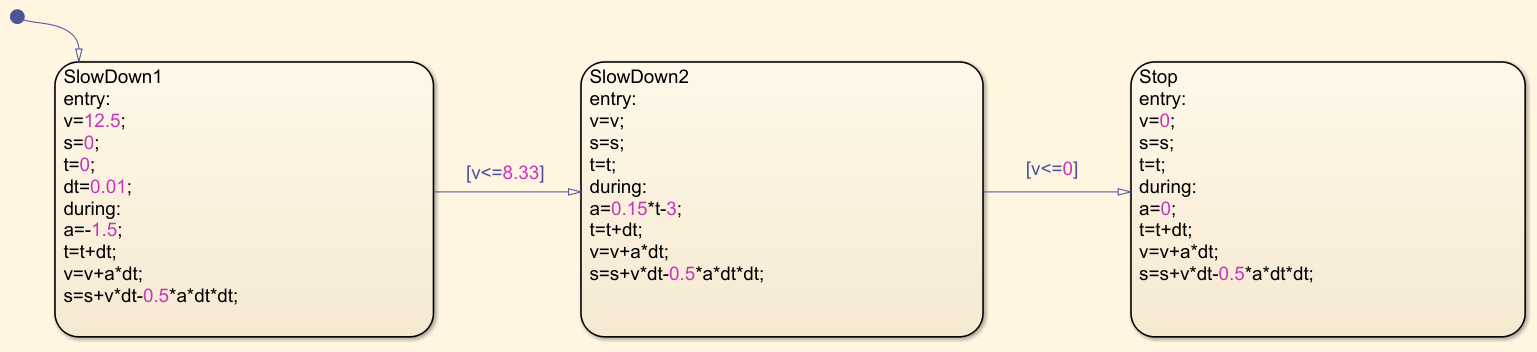 SlowDown1
entry:
v=12.5;
s=0;
t=0;
dt=0.01;
during:
a=-1.5;
t=t+dt;
v=v+a*dt;
s=s+v*dt-0.5*a*dt*dt;
[v<=8.33]
SlowDown2
entry:
v=v;
s=s;
t=t;
during:
a=0.15*t-3;
t=t+dt;
v=v+a*dt;
s=s+v*dt-0.5*a*dt*dt;
[v<=0]
Stop
entry:
v=0;
s=s;
t=t;
during:
a=0;
t=t+dt;
v=v+a*dt;
s=s+v*dt-0.5*a*dt*dt;